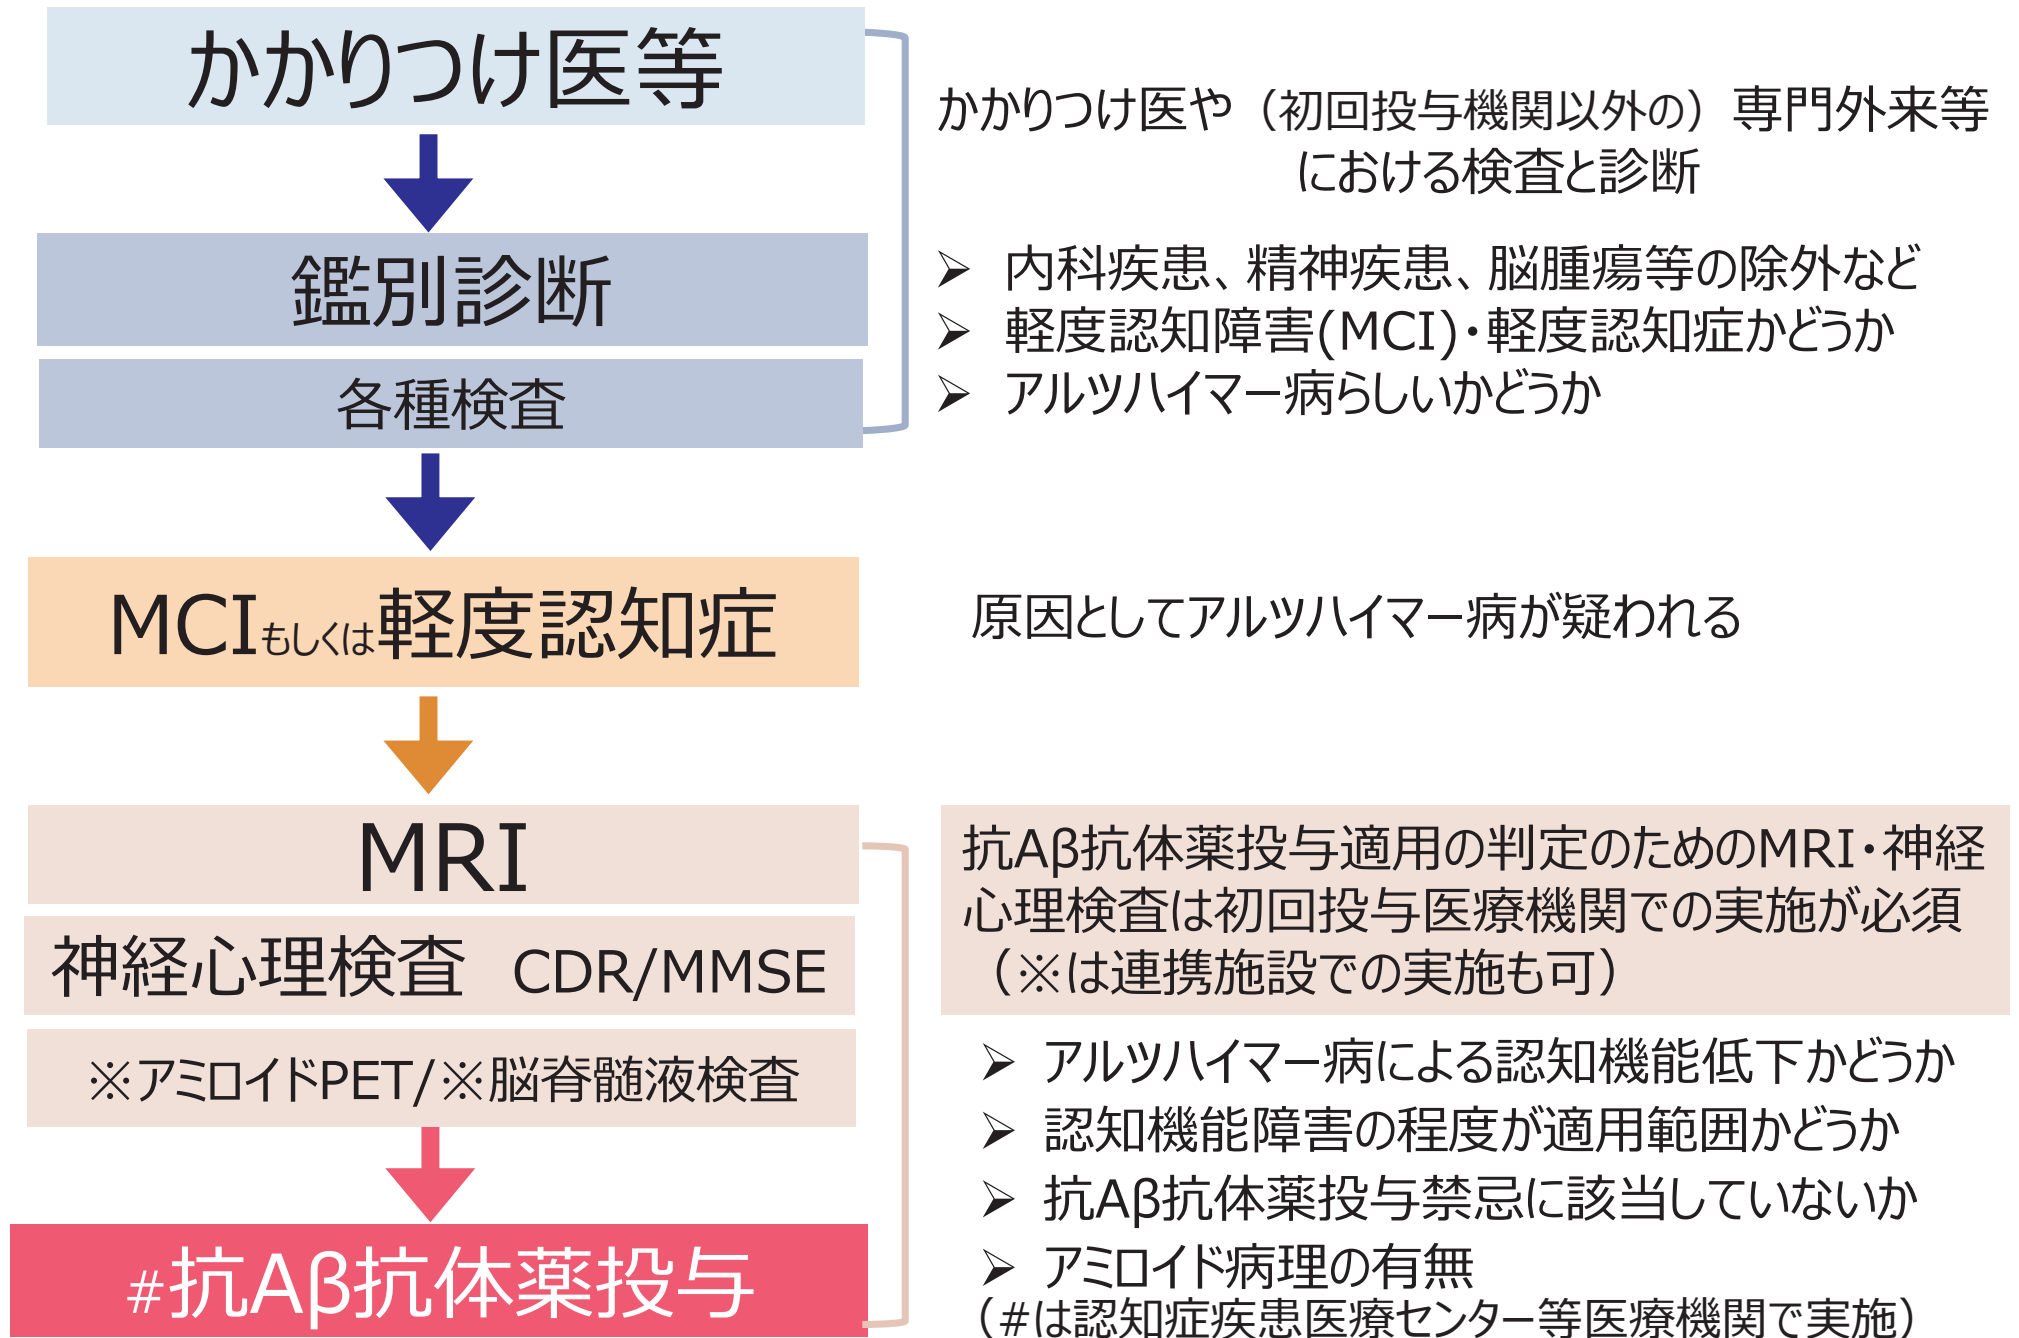 かかりつけ医等
鑑別診断
各種検査
かかりつけ医や（初回投与機関以外の）専門外来等
における検査と診断
➢ 内科疾患、精神疾患、脳腫瘍等の除外など
➢ 軽度認知障害(MCI)・軽度認知症かどうか
➢ アルツハイマー病らしいかどうか
MCIもしくは軽度認知症
原因としてアルツハイマー病が疑われる
MRI
神経心理検査 CDR/MMSE
※アミロイドPET/※脳脊髄液検査
#抗Aβ抗体薬投与
抗Aβ抗体薬投与適用の判定のためのMRI・神経
心理検査は初回投与医療機関での実施が必須
（※は連携施設での実施も可）
➢ アルツハイマー病による認知機能低下かどうか
➢ 認知機能障害の程度が適用範囲かどうか
➢ 抗Aβ抗体薬投与禁忌に該当していないか
➢ アミロイド病理の有無
（#は認知症疾患医療センター等医療機関で実施）